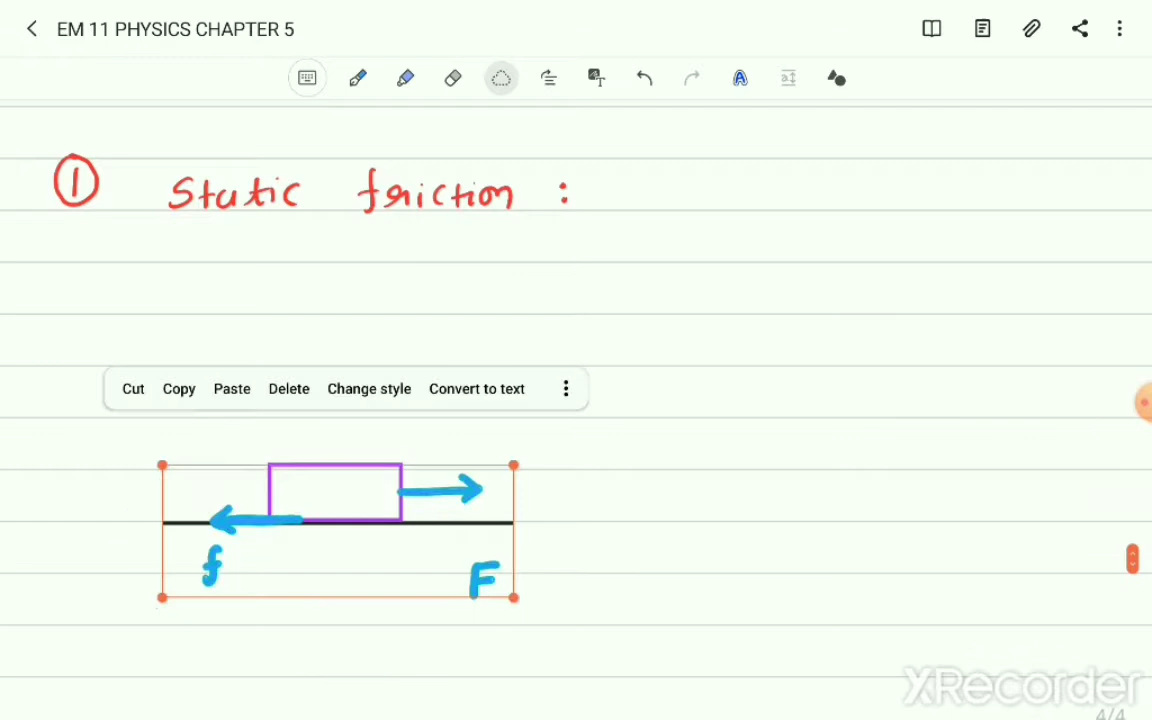 EM 11 PHYSICS CHAPTER 5
① Static friction :
Cut Copy Paste Delete Change style Convert to text
f
F
XRecorder
4/4